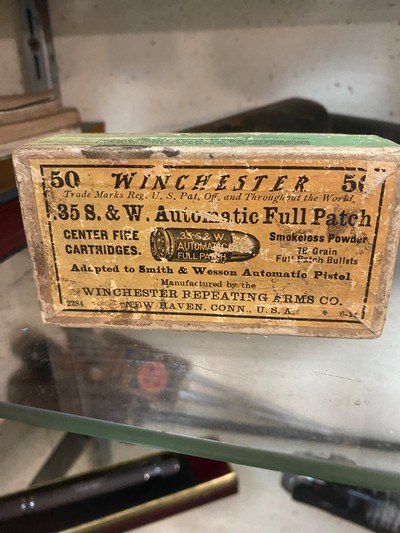 50 WINCHESTER 50
Trade Marks Reg. U. S. Pat. Off. and Throughout the World.
.35 S. & W. Automatic Full Patch
CENTER FIRE
CARTRIDGES.
.35 S. & W.
AUTOMATIC
FULL PATCH
Smokeless Powder
76 Grain
Full Patch Bullets
Adapted to Smith & Wesson Automatic Pistol
Manufactured by the
WINCHESTER REPEATING ARMS CO.
2284 NEW HAVEN, CONN., U.S.A.